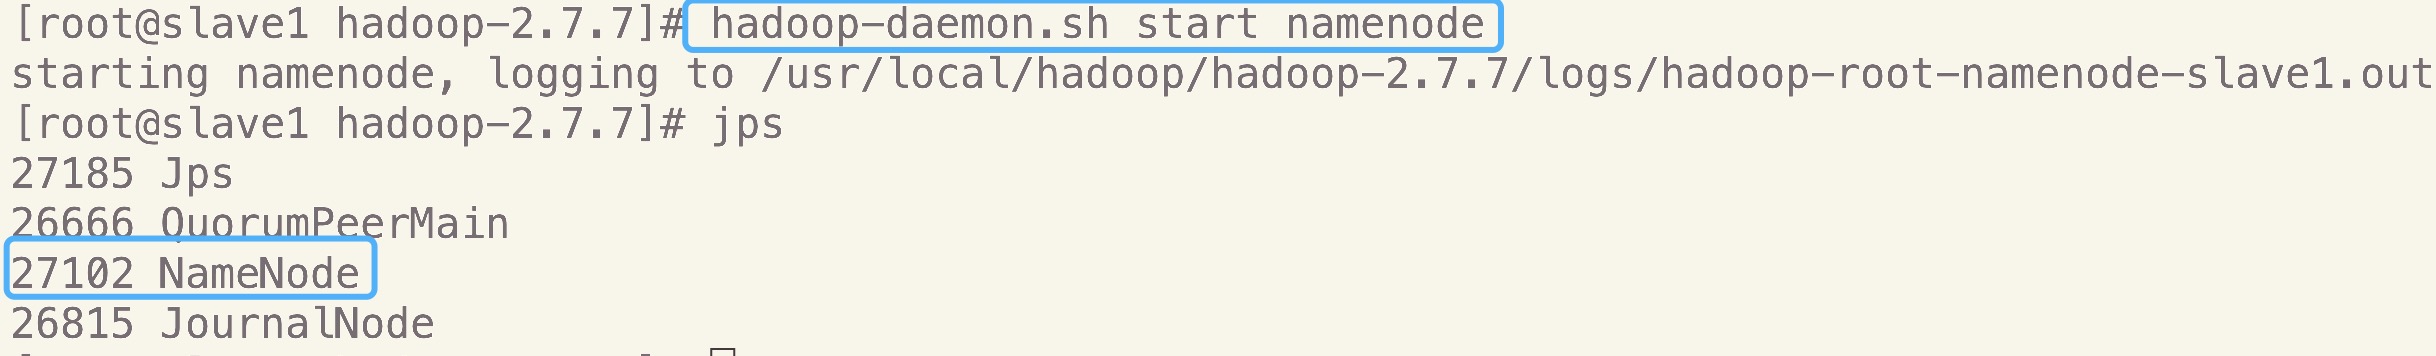 [root@slave1 hadoop-2.7.7]# hadoop-daemon.sh start namenode
starting namenode, logging to /usr/local/hadoop/hadoop-2.7.7/logs/hadoop-root-namenode-slave1.out
[root@slave1 hadoop-2.7.7]# jps
27185 Jps
26666 QuorumPeerMain
27102 NameNode
26815 JournalNode